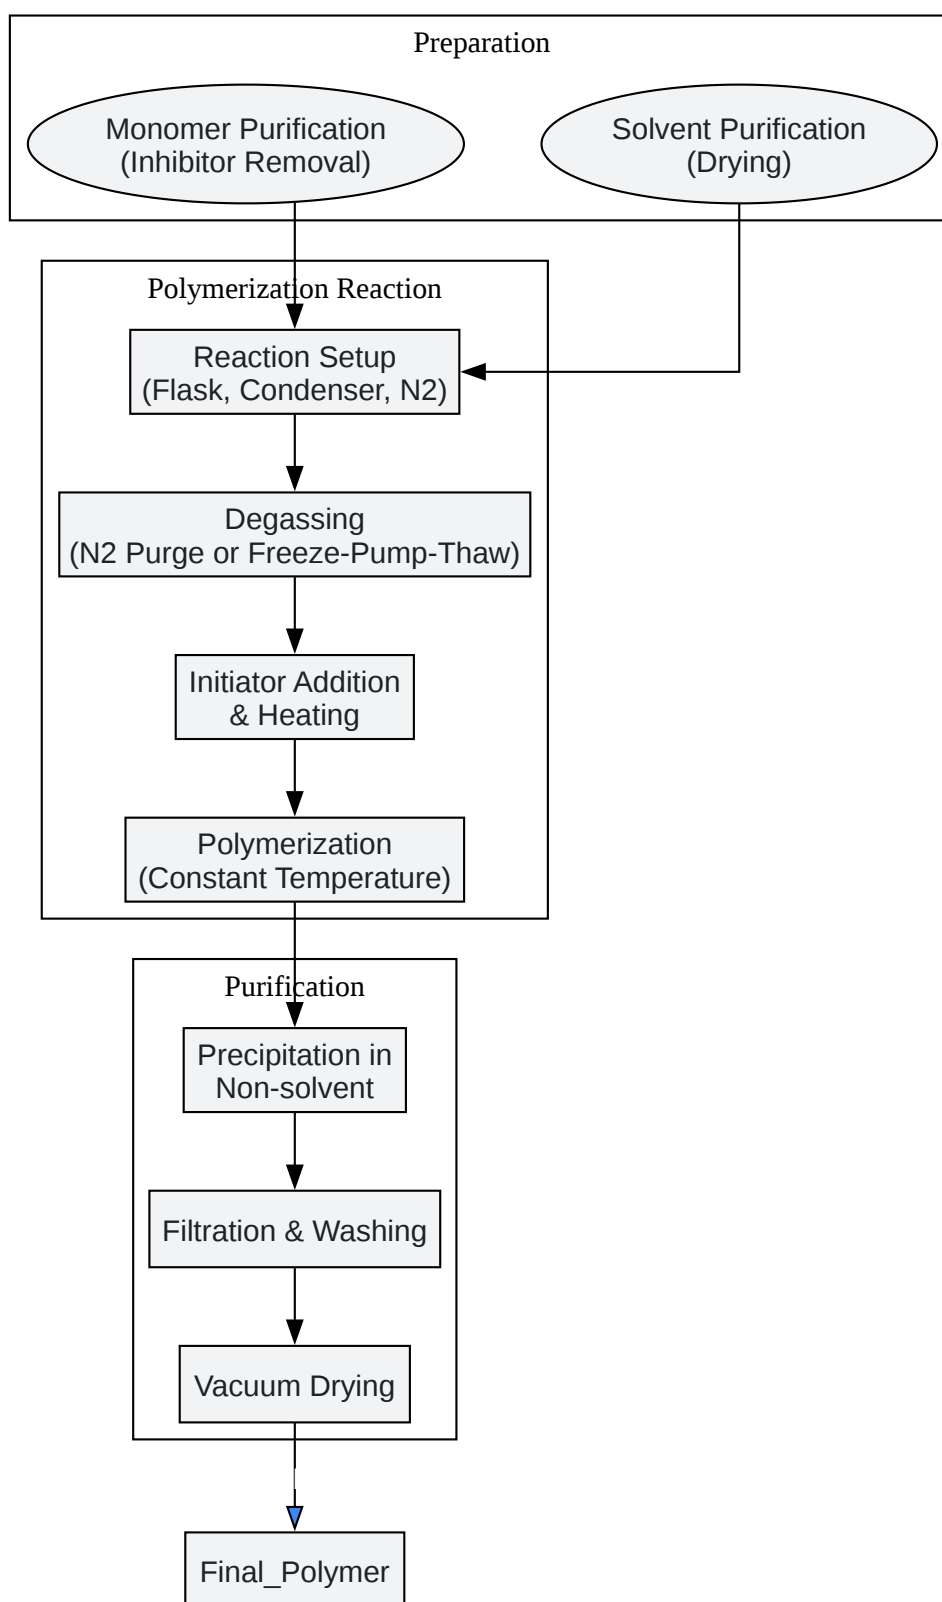 Preparation
Monomer Purification
(Inhibitor Removal)
Solvent Purification
(Drying)
Polymerization Reaction
Reaction Setup
(Flask, Condenser, N2)
Degassing
(N2 Purge or Freeze-Pump-Thaw)
Initiator Addition
& Heating
Polymerization
(Constant Temperature)
Purification
Precipitation in
Non-solvent
Filtration & Washing
Vacuum Drying
Final_Polymer